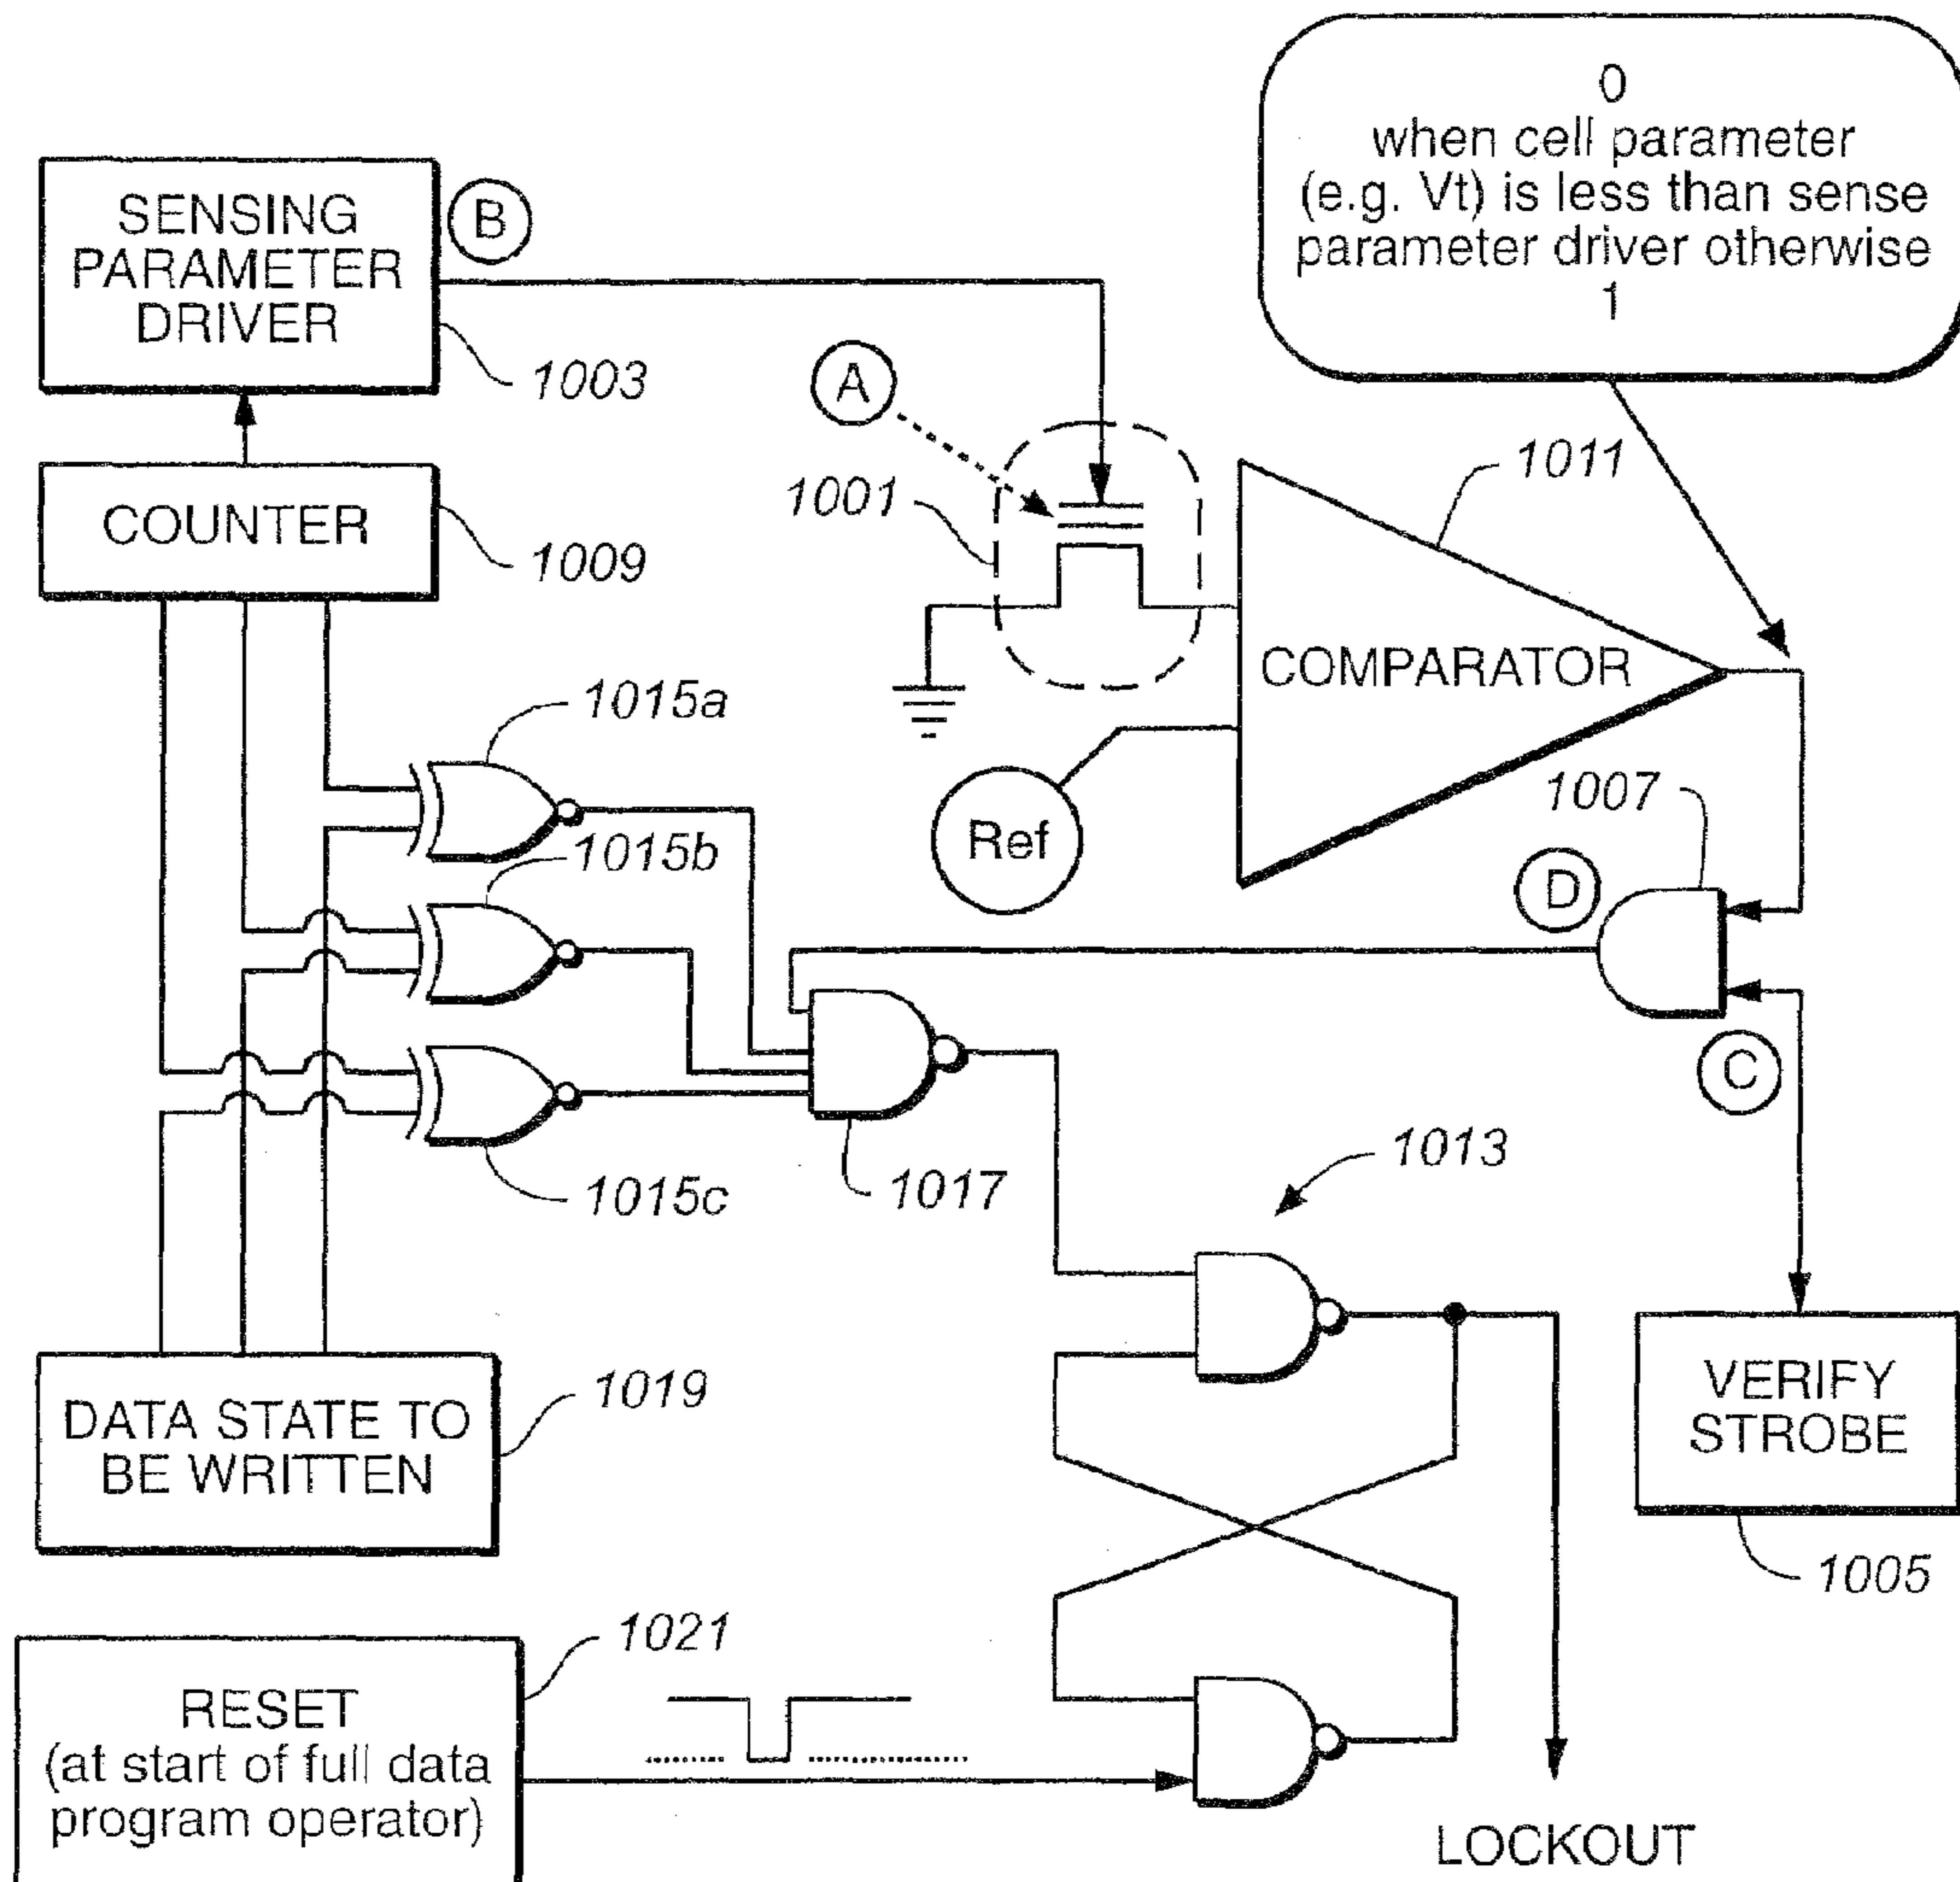 0
when cell parameter
(e.g. Vt) is less than sense
parameter driver otherwise
1
SENSING
PARAMETER
DRIVER
B
1003
A
1001
1011
COUNTER
1009
COMPARATOR
Ref
1015a
1007
1015b
D
C
1015c
1017
1013
DATA STATE TO
BE WRITTEN
1019
VERIFY
STROBE
1005
RESET
(at start of full data
program operator)
1021
LOCKOUT